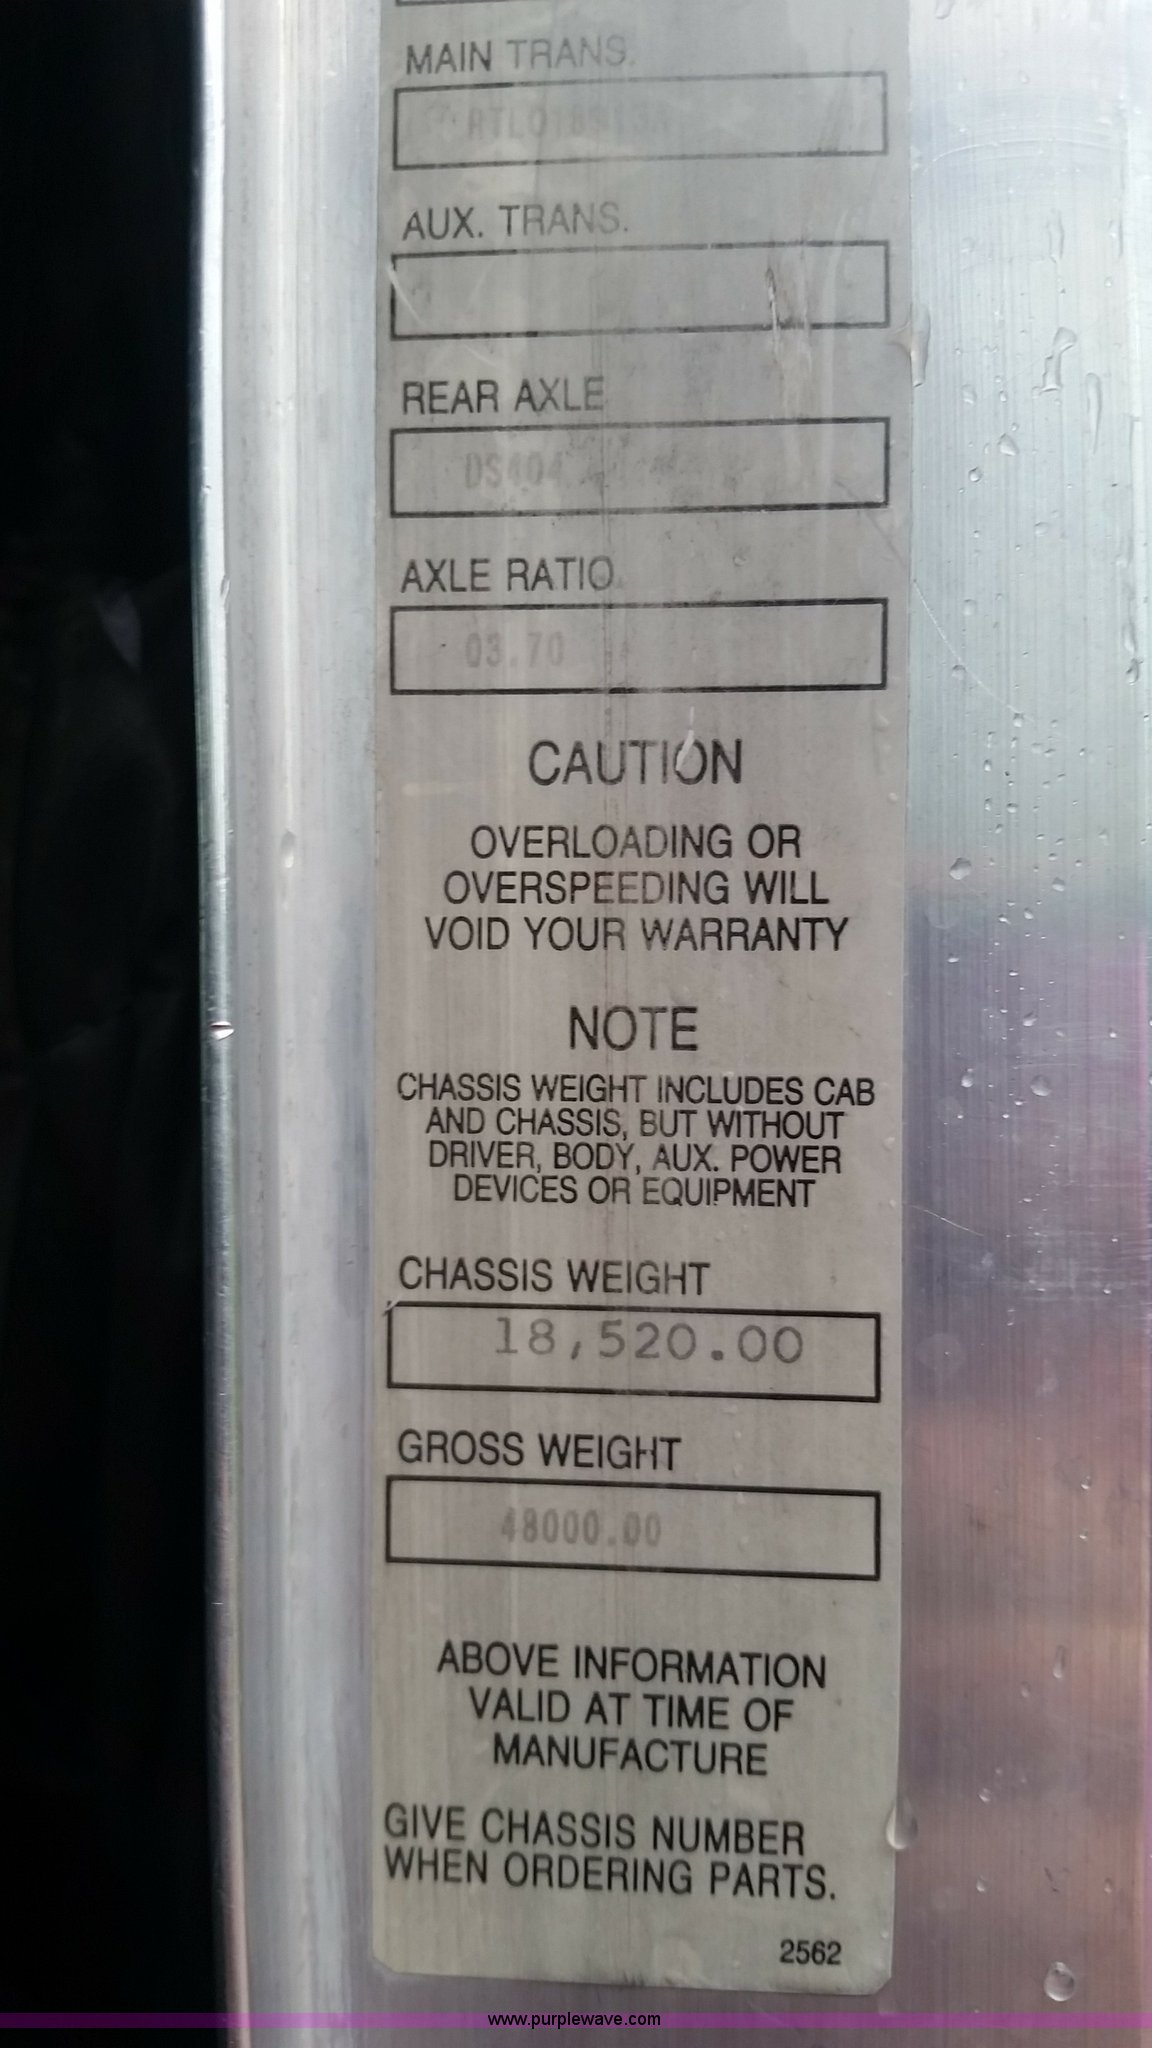 MAIN TRANS.
AUX. TRANS.
REAR AXLE
DS404
AXLE RATIO
03.70
CAUTION
OVERLOADING OR
OVERSPEEDING WILL
VOID YOUR WARRANTY
NOTE
CHASSIS WEIGHT INCLUDES CAB
AND CHASSIS, BUT WITHOUT
DRIVER, BODY, AUX. POWER
DEVICES OR EQUIPMENT
CHASSIS WEIGHT
18,520.00
GROSS WEIGHT
48000.00
ABOVE INFORMATION
VALID AT TIME OF
MANUFACTURE
GIVE CHASSIS NUMBER
WHEN ORDERING PARTS.
2562
www.purplewave.com